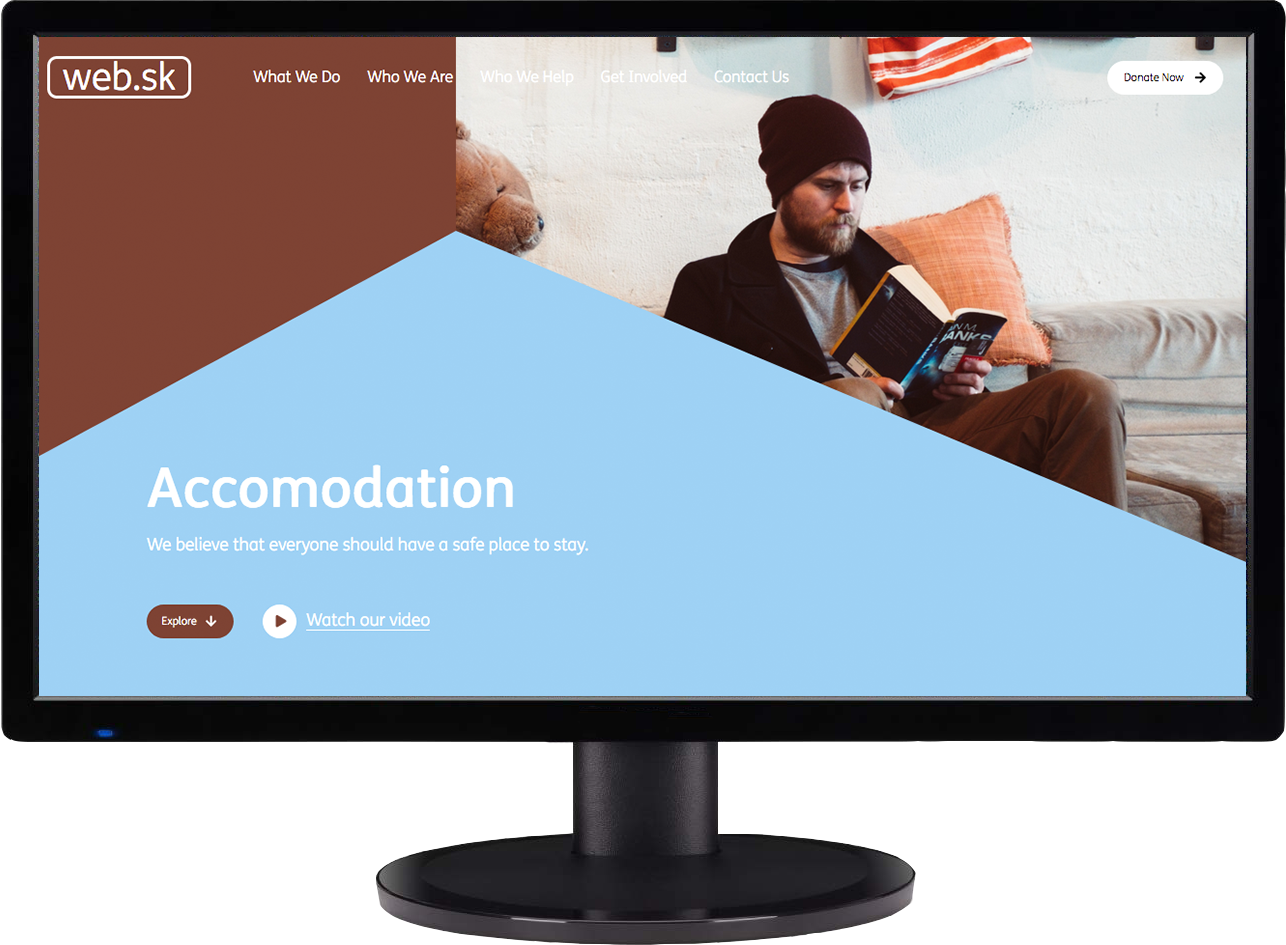 web.sk
What We Do Who We Are Who We Help Get Involved Contact Us
Donate Now
Accomodation
We believe that everyone should have a safe place to stay.
Explore
Watch our video